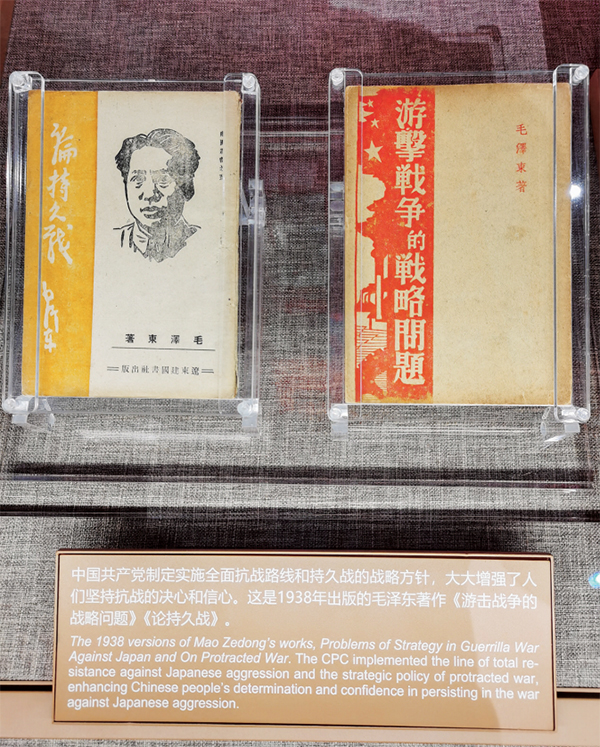 論持久戰
毛澤東
毛澤東著
遼東建國書社出版
游擊戦争的戦略問題
毛澤東著
中国共产党制定实施全面抗战路线和持久战的战略方针，大大增强了人
们坚持抗战的决心和信心。这是1938年出版的毛泽东著作《游击战争的
战略问题》《论持久战》。
The 1938 versions of Mao Zedong's works, Problems of Strategy in Guerrilla War
Against Japan and On Protracted War. The CPC implemented the line of total re-
sistance against Japanese aggression and the strategic policy of protracted war,
enhancing Chinese people's determination and confidence in persisting in the war
against Japanese aggression.